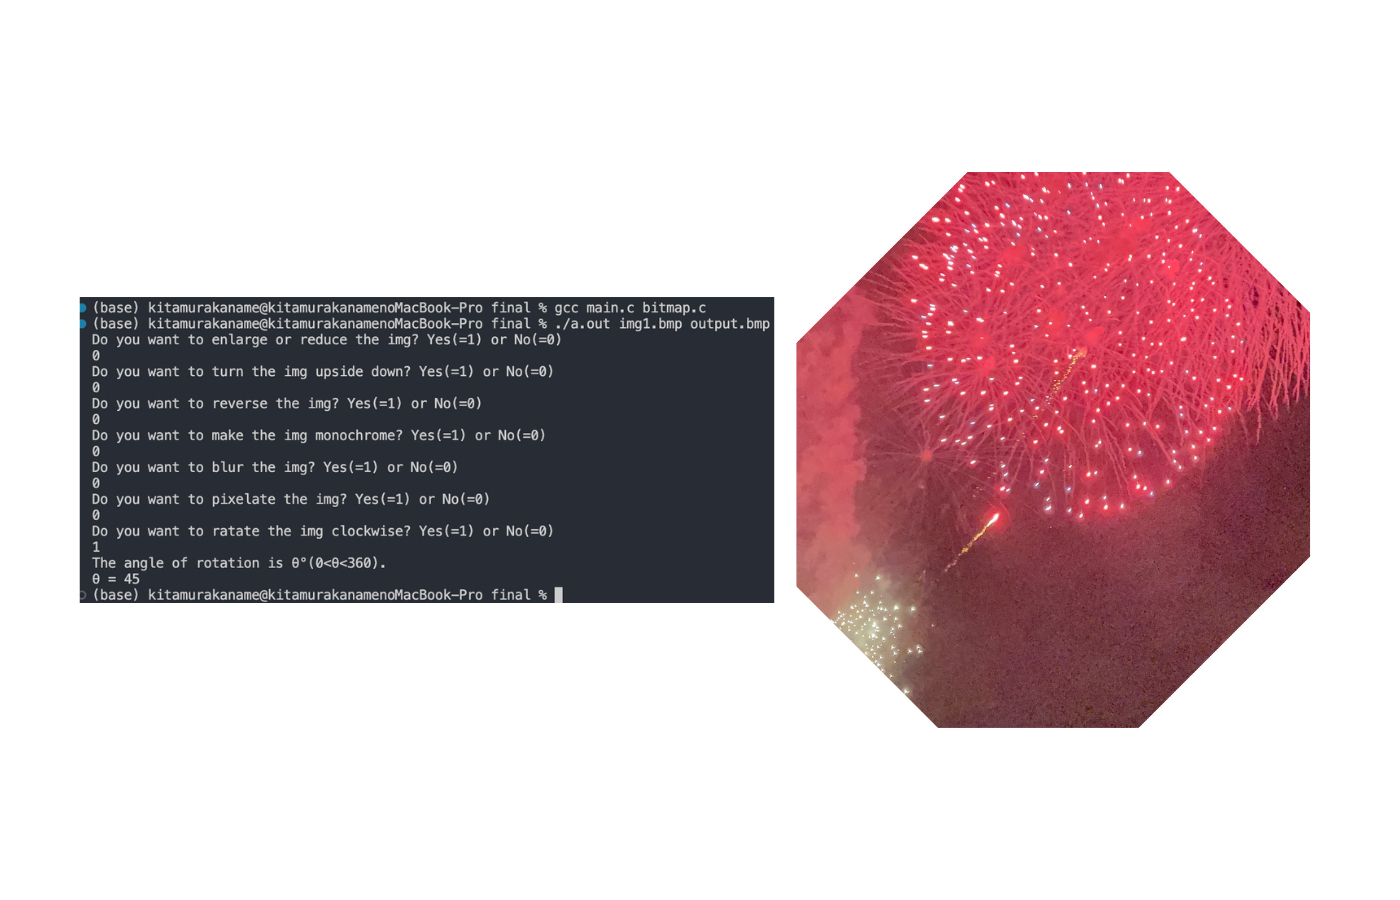 (base) kitamurakaname@kitamurakanamenoMacBook-Pro final % gcc main.c bitmap.c
(base) kitamurakaname@kitamurakanamenoMacBook-Pro final % ./a.out img1.bmp output.bmp
Do you want to enlarge or reduce the img? Yes(=1) or No(=0)
0
Do you want to turn the img upside down? Yes(=1) or No(=0)
0
Do you want to reverse the img? Yes(=1) or No(=0)
0
Do you want to make the img monochrome? Yes(=1) or No(=0)
0
Do you want to blur the img? Yes(=1) or No(=0)
0
Do you want to pixelate the img? Yes(=1) or No(=0)
0
Do you want to ratate the img clockwise? Yes(=1) or No(=0)
1
The angle of rotation is θ°(0<θ<360).
θ = 45
(base) kitamurakaname@kitamurakanamenoMacBook-Pro final %